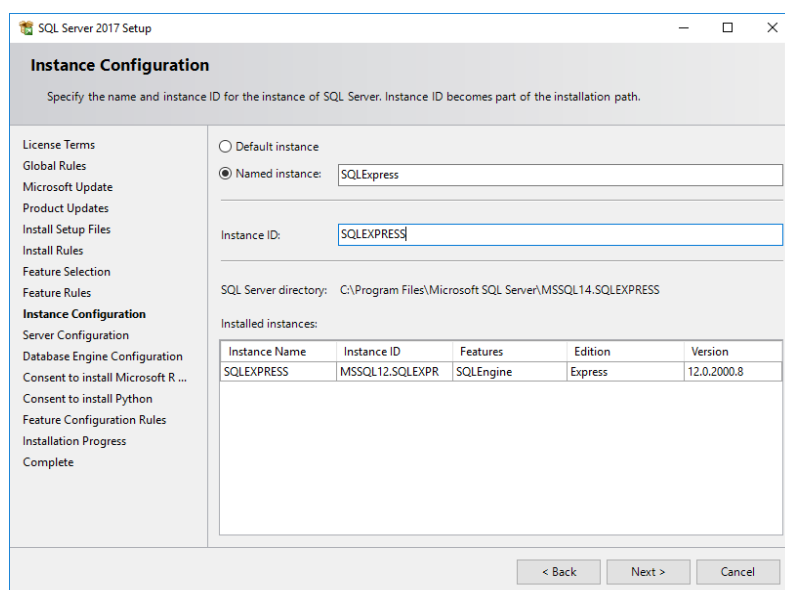 SQL Server 2017 Setup
Instance Configuration
Specify the name and instance ID for the instance of SQL Server. Instance ID becomes part of the installation path.
License Terms
Global Rules
Microsoft Update
Product Updates
Install Setup Files
Install Rules
Feature Selection
Feature Rules
Instance Configuration
Server Configuration
Database Engine Configuration
Consent to install Microsoft R ...
Consent to install Python
Feature Configuration Rules
Installation Progress
Complete
Default instance
Named instance: SQLExpress
Instance ID: SQLEXPRESS
SQL Server directory: C:\Program Files\Microsoft SQL Server\MSSQL14.SQLEXPRESS
Installed instances:
Instance Name Instance ID Features Edition Version
SQLEXPRESS MSSQL12.SQLEXPR SQLEngine Express 12.0.2000.8
< Back Next > Cancel